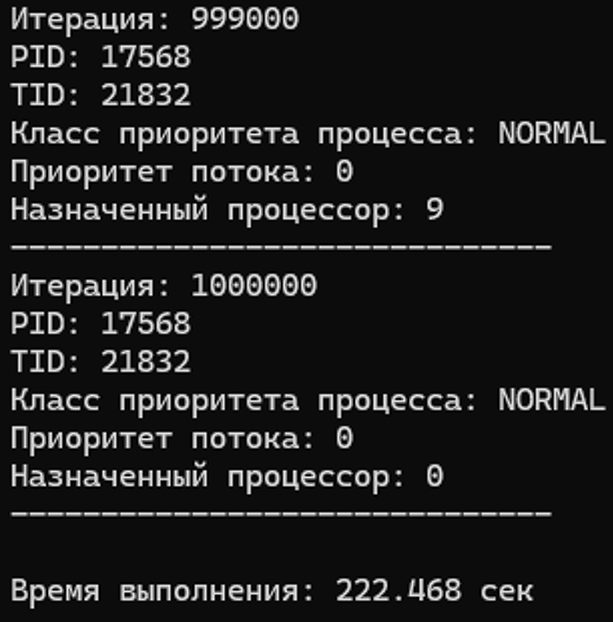 Итерация: 999000
PID: 17568
TID: 21832
Класс приоритета процесса: NORMAL
Приоритет потока: 0
Назначенный процессор: 9
------------------------------
Итерация: 1000000
PID: 17568
TID: 21832
Класс приоритета процесса: NORMAL
Приоритет потока: 0
Назначенный процессор: 0
------------------------------
Время выполнения: 222.468 сек